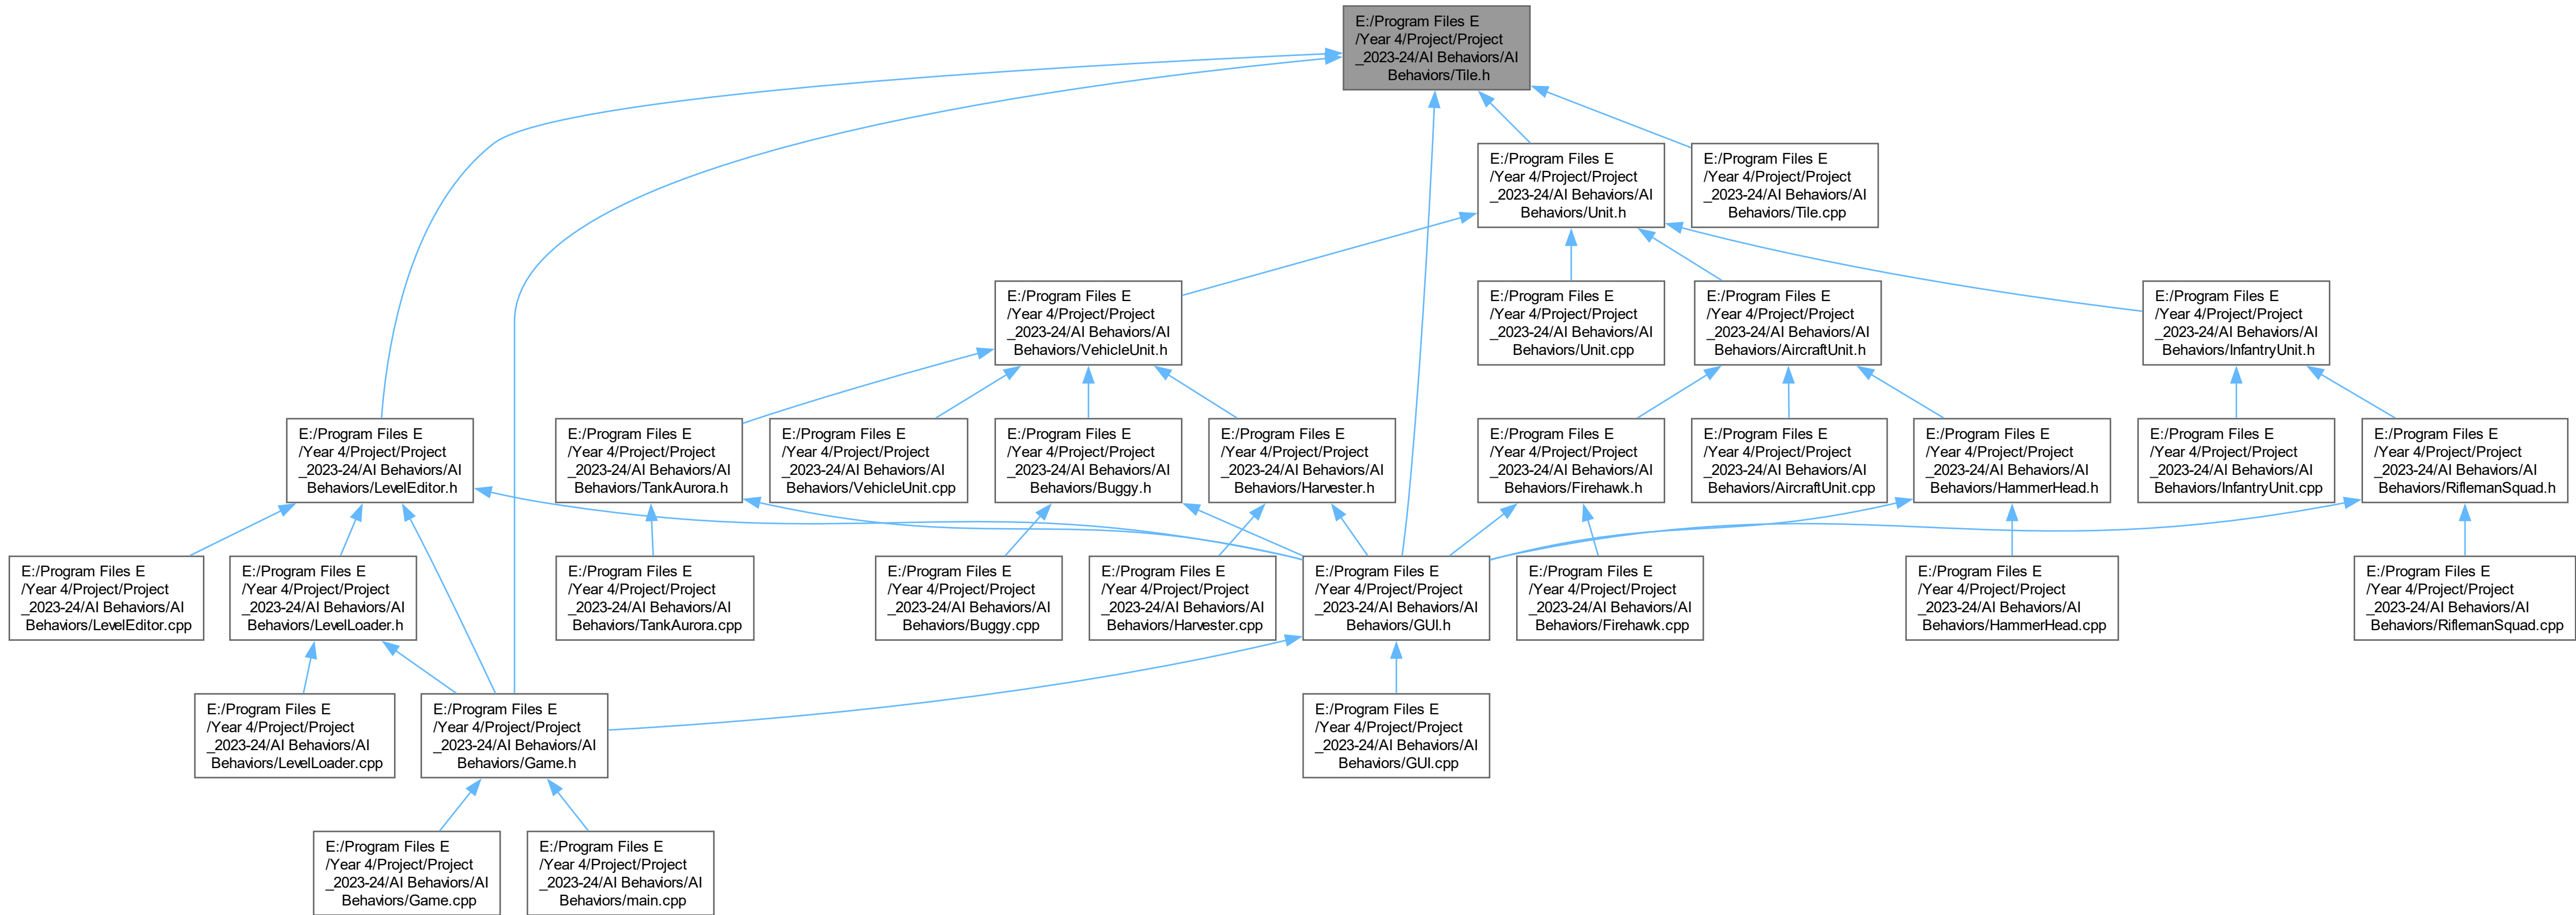 E:/Program Files E
/Year 4/Project/Project
_2023-24/AI Behaviors/AI
Behaviors/Tile.h
E:/Program Files E
/Year 4/Project/Project
_2023-24/AI Behaviors/AI
Behaviors/Unit.h
E:/Program Files E
/Year 4/Project/Project
_2023-24/AI Behaviors/AI
Behaviors/Tile.cpp
E:/Program Files E
/Year 4/Project/Project
_2023-24/AI Behaviors/AI
Behaviors/VehicleUnit.h
E:/Program Files E
/Year 4/Project/Project
_2023-24/AI Behaviors/AI
Behaviors/Unit.cpp
E:/Program Files E
/Year 4/Project/Project
_2023-24/AI Behaviors/AI
Behaviors/AircraftUnit.h
E:/Program Files E
/Year 4/Project/Project
_2023-24/AI Behaviors/AI
Behaviors/InfantryUnit.h
E:/Program Files E
/Year 4/Project/Project
_2023-24/AI Behaviors/AI
Behaviors/LevelEditor.h
E:/Program Files E
/Year 4/Project/Project
_2023-24/AI Behaviors/AI
Behaviors/TankAurora.h
E:/Program Files E
/Year 4/Project/Project
_2023-24/AI Behaviors/AI
Behaviors/VehicleUnit.cpp
E:/Program Files E
/Year 4/Project/Project
_2023-24/AI Behaviors/AI
Behaviors/Buggy.h
E:/Program Files E
/Year 4/Project/Project
_2023-24/AI Behaviors/AI
Behaviors/Harvester.h
E:/Program Files E
/Year 4/Project/Project
_2023-24/AI Behaviors/AI
Behaviors/Firehawk.h
E:/Program Files E
/Year 4/Project/Project
_2023-24/AI Behaviors/AI
Behaviors/AircraftUnit.cpp
E:/Program Files E
/Year 4/Project/Project
_2023-24/AI Behaviors/AI
Behaviors/HammerHead.h
E:/Program Files E
/Year 4/Project/Project
_2023-24/AI Behaviors/AI
Behaviors/InfantryUnit.cpp
E:/Program Files E
/Year 4/Project/Project
_2023-24/AI Behaviors/AI
Behaviors/RiflemanSquad.h
E:/Program Files E
/Year 4/Project/Project
_2023-24/AI Behaviors/AI
Behaviors/LevelEditor.cpp
E:/Program Files E
/Year 4/Project/Project
_2023-24/AI Behaviors/AI
Behaviors/LevelLoader.h
E:/Program Files E
/Year 4/Project/Project
_2023-24/AI Behaviors/AI
Behaviors/TankAurora.cpp
E:/Program Files E
/Year 4/Project/Project
_2023-24/AI Behaviors/AI
Behaviors/Buggy.cpp
E:/Program Files E
/Year 4/Project/Project
_2023-24/AI Behaviors/AI
Behaviors/Harvester.cpp
E:/Program Files E
/Year 4/Project/Project
_2023-24/AI Behaviors/AI
Behaviors/GUI.h
E:/Program Files E
/Year 4/Project/Project
_2023-24/AI Behaviors/AI
Behaviors/Firehawk.cpp
E:/Program Files E
/Year 4/Project/Project
_2023-24/AI Behaviors/AI
Behaviors/HammerHead.cpp
E:/Program Files E
/Year 4/Project/Project
_2023-24/AI Behaviors/AI
Behaviors/RiflemanSquad.cpp
E:/Program Files E
/Year 4/Project/Project
_2023-24/AI Behaviors/AI
Behaviors/LevelLoader.cpp
E:/Program Files E
/Year 4/Project/Project
_2023-24/AI Behaviors/AI
Behaviors/Game.h
E:/Program Files E
/Year 4/Project/Project
_2023-24/AI Behaviors/AI
Behaviors/GUI.cpp
E:/Program Files E
/Year 4/Project/Project
_2023-24/AI Behaviors/AI
Behaviors/Game.cpp
E:/Program Files E
/Year 4/Project/Project
_2023-24/AI Behaviors/AI
Behaviors/main.cpp